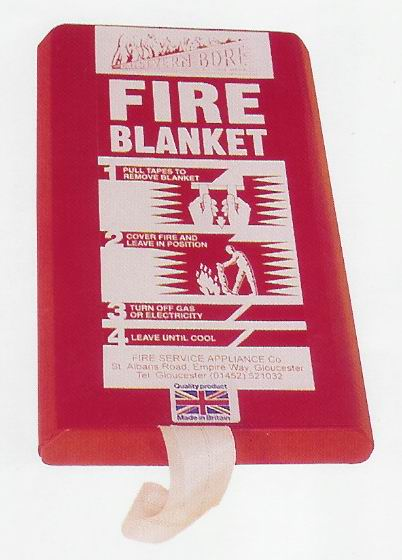 SEVERN BORE
FIRE
BLANKET
1 PULL TAPES TO
REMOVE BLANKET
2 COVER FIRE AND
LEAVE IN POSITION
3 TURN OFF GAS
OR ELECTRICITY
4 LEAVE UNTIL COOL
FIRE SERVICE APPLIANCE Co.
St. Albans Road, Empire Way, Gloucester
Tel: Gloucester (01452) 521032
Quality product
Made in Britain